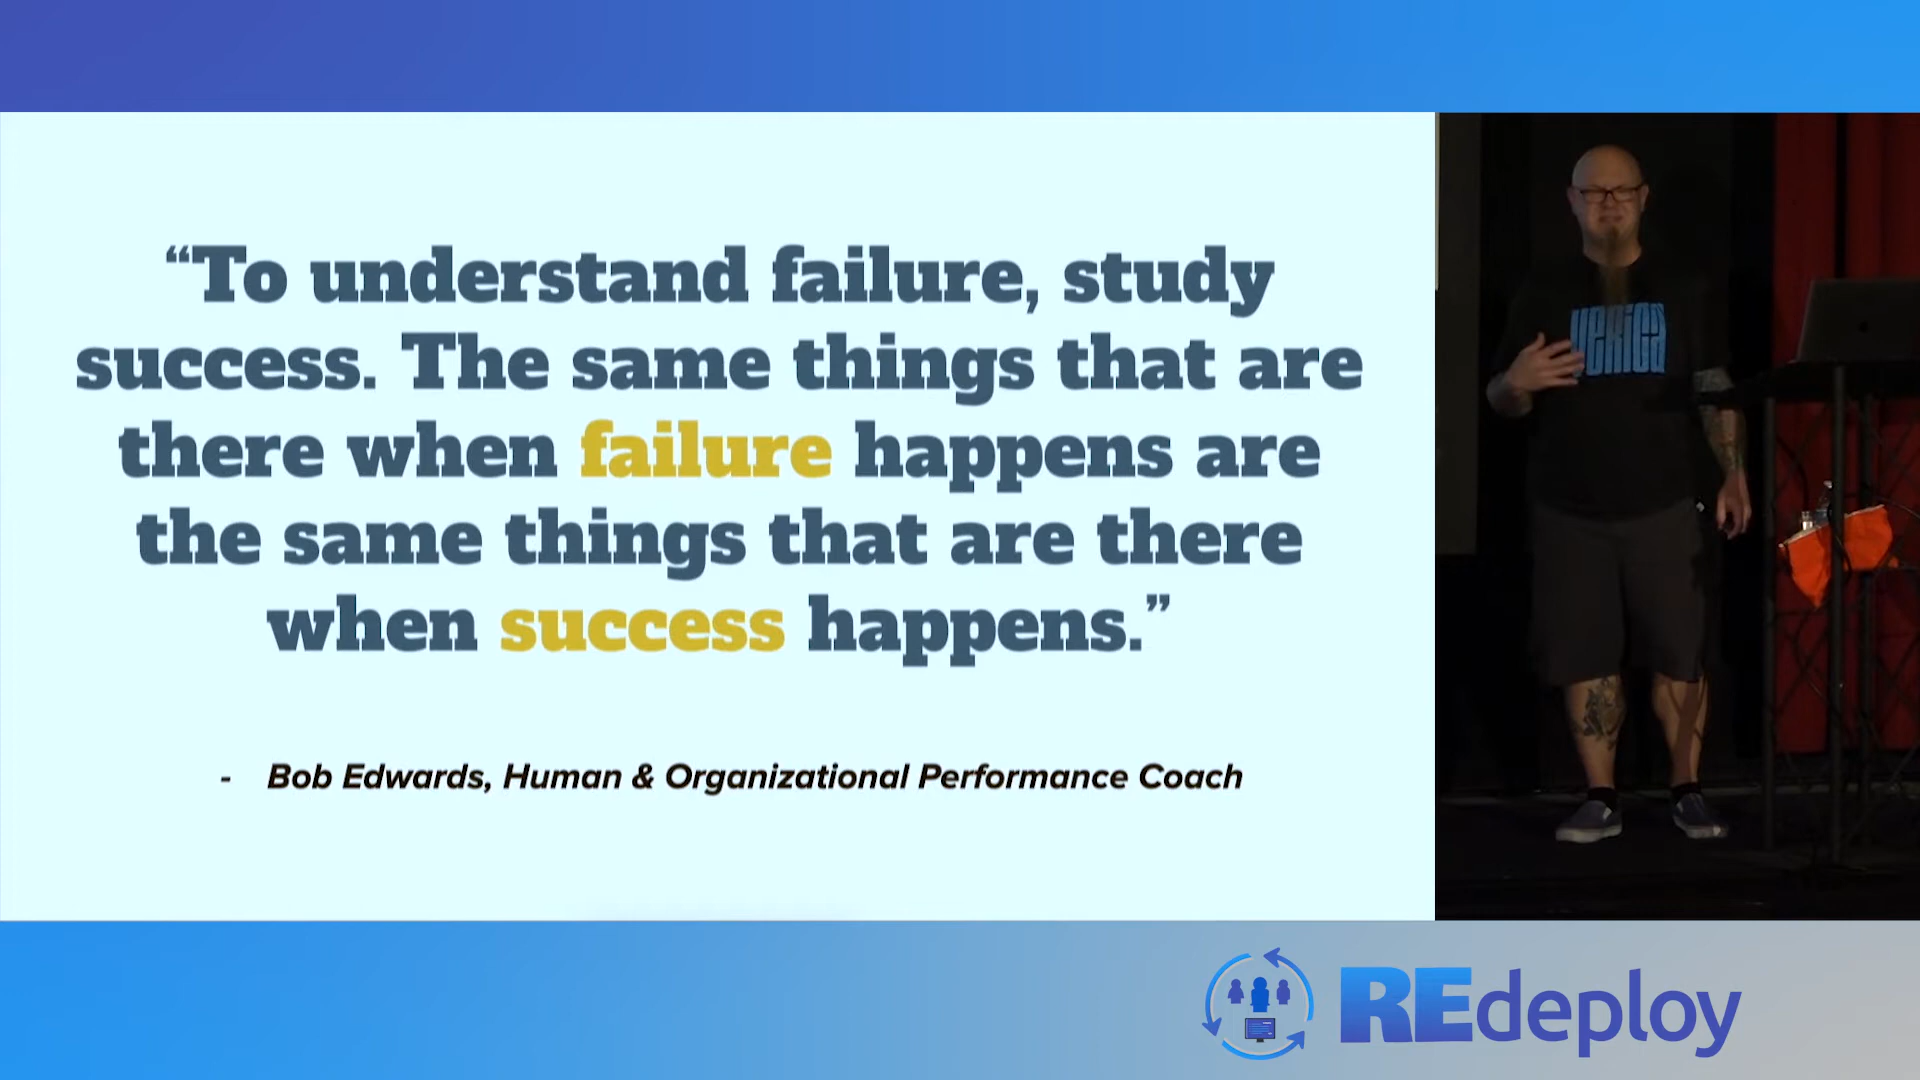 “To understand failure, study
success. The same things that are
there when failure happens are
the same things that are there
when success happens.”
- Bob Edwards, Human & Organizational Performance Coach
VERICA
REdeploy